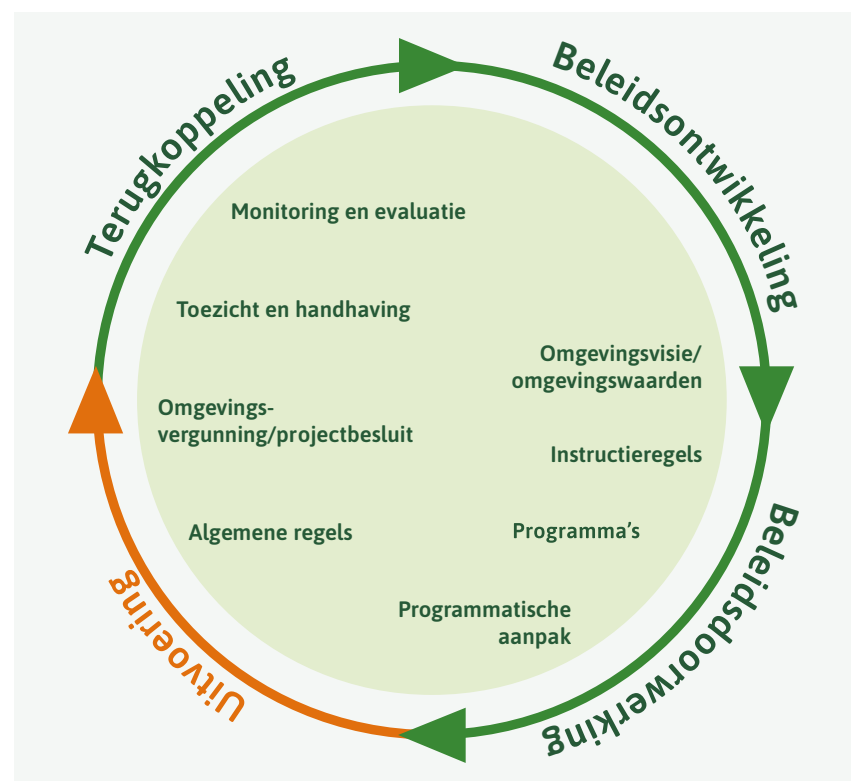 Terugkoppeling
Beleidsontwikkeling
Monitoring en evaluatie
Toezicht en handhaving
Omgevingsvisie/
omgevingswaarden
Omgevings-
vergunning/projectbesluit
Instructieregels
Algemene regels
Programma’s
Programmatische
aanpak
Beleidsdoorwerking
Uitvoering